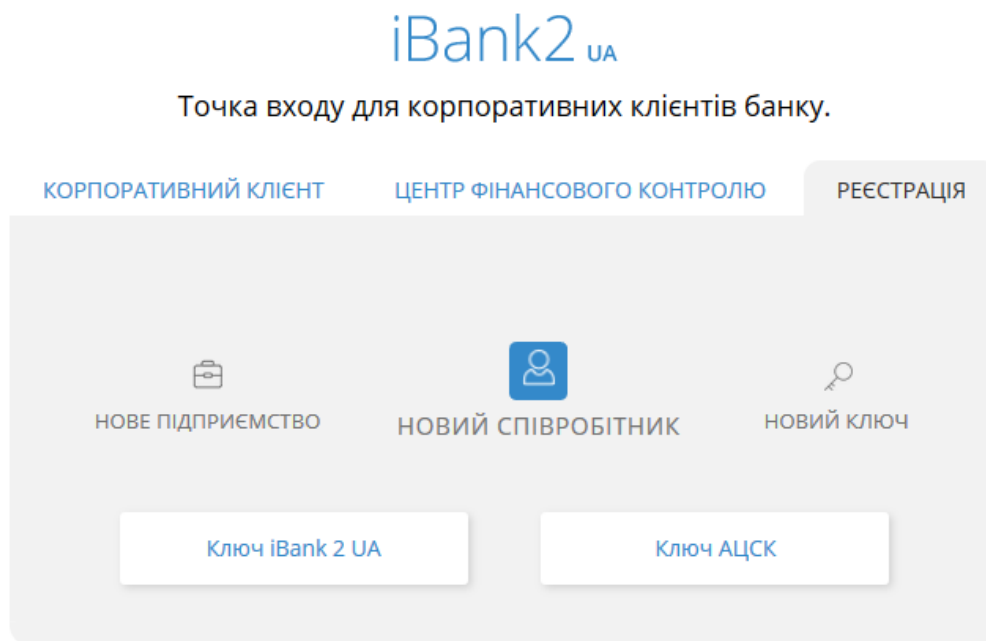 iBank2 UA
Точка входу для корпоративних клієнтів банку.
КОРПОРАТИВНИЙ КЛІЄНТ ЦЕНТР ФІНАНСОВОГО КОНТРОЛЮ РЕЄСТРАЦІЯ
НОВЕ ПІДПРИЄМСТВО НОВИЙ СПІВРОБІТНИК НОВИЙ КЛЮЧ
Ключ iBank 2 UA Ключ АЦСК